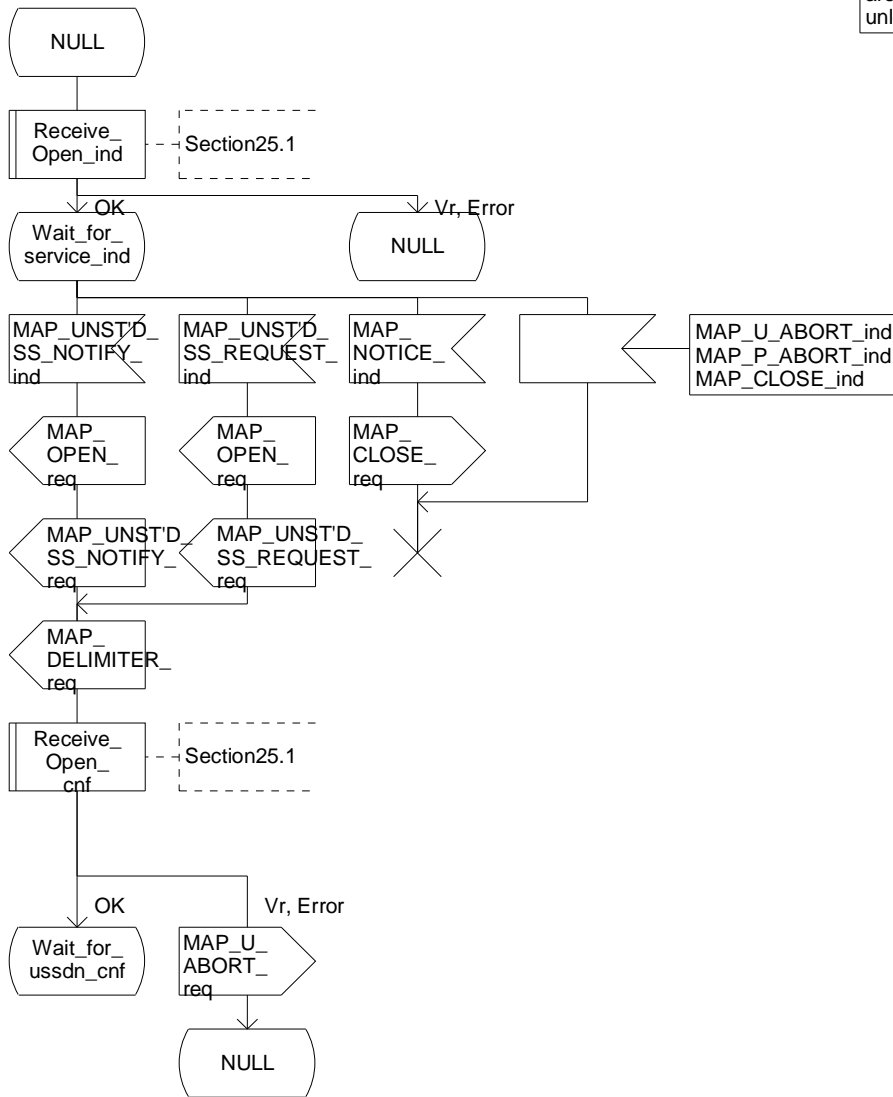 unl
NULL
Receive_
Open_ind
Section25.1
OK
Vr, Error
Wait_for_
service_ind
NULL
MAP_UNST'D_
SS_NOTIFY_
ind
MAP_UNST'D_
SS_REQUEST_
ind
MAP_
NOTICE_
ind
MAP_U_ABORT_ind
MAP_P_ABORT_ind
MAP_CLOSE_ind
MAP_
OPEN_
req
MAP_
OPEN_
req
MAP_
CLOSE_
req
MAP_UNST'D_
SS_NOTIFY_
req
MAP_UNST'D_
SS_REQUEST_
req
MAP_
DELIMITER_
req
Receive_
Open_
cnf
Section25.1
OK
Vr, Error
Wait_for_
ussdn_cnf
MAP_U_
ABORT_
req
NULL